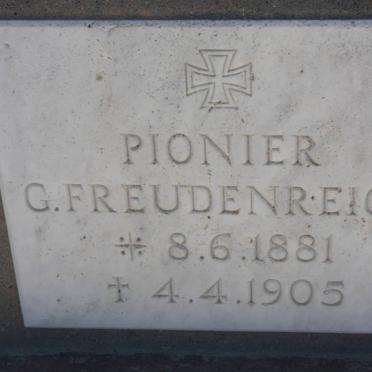 PIONIER
G.FREUDENREIC
* 8.6.1881
† 4.4.1905